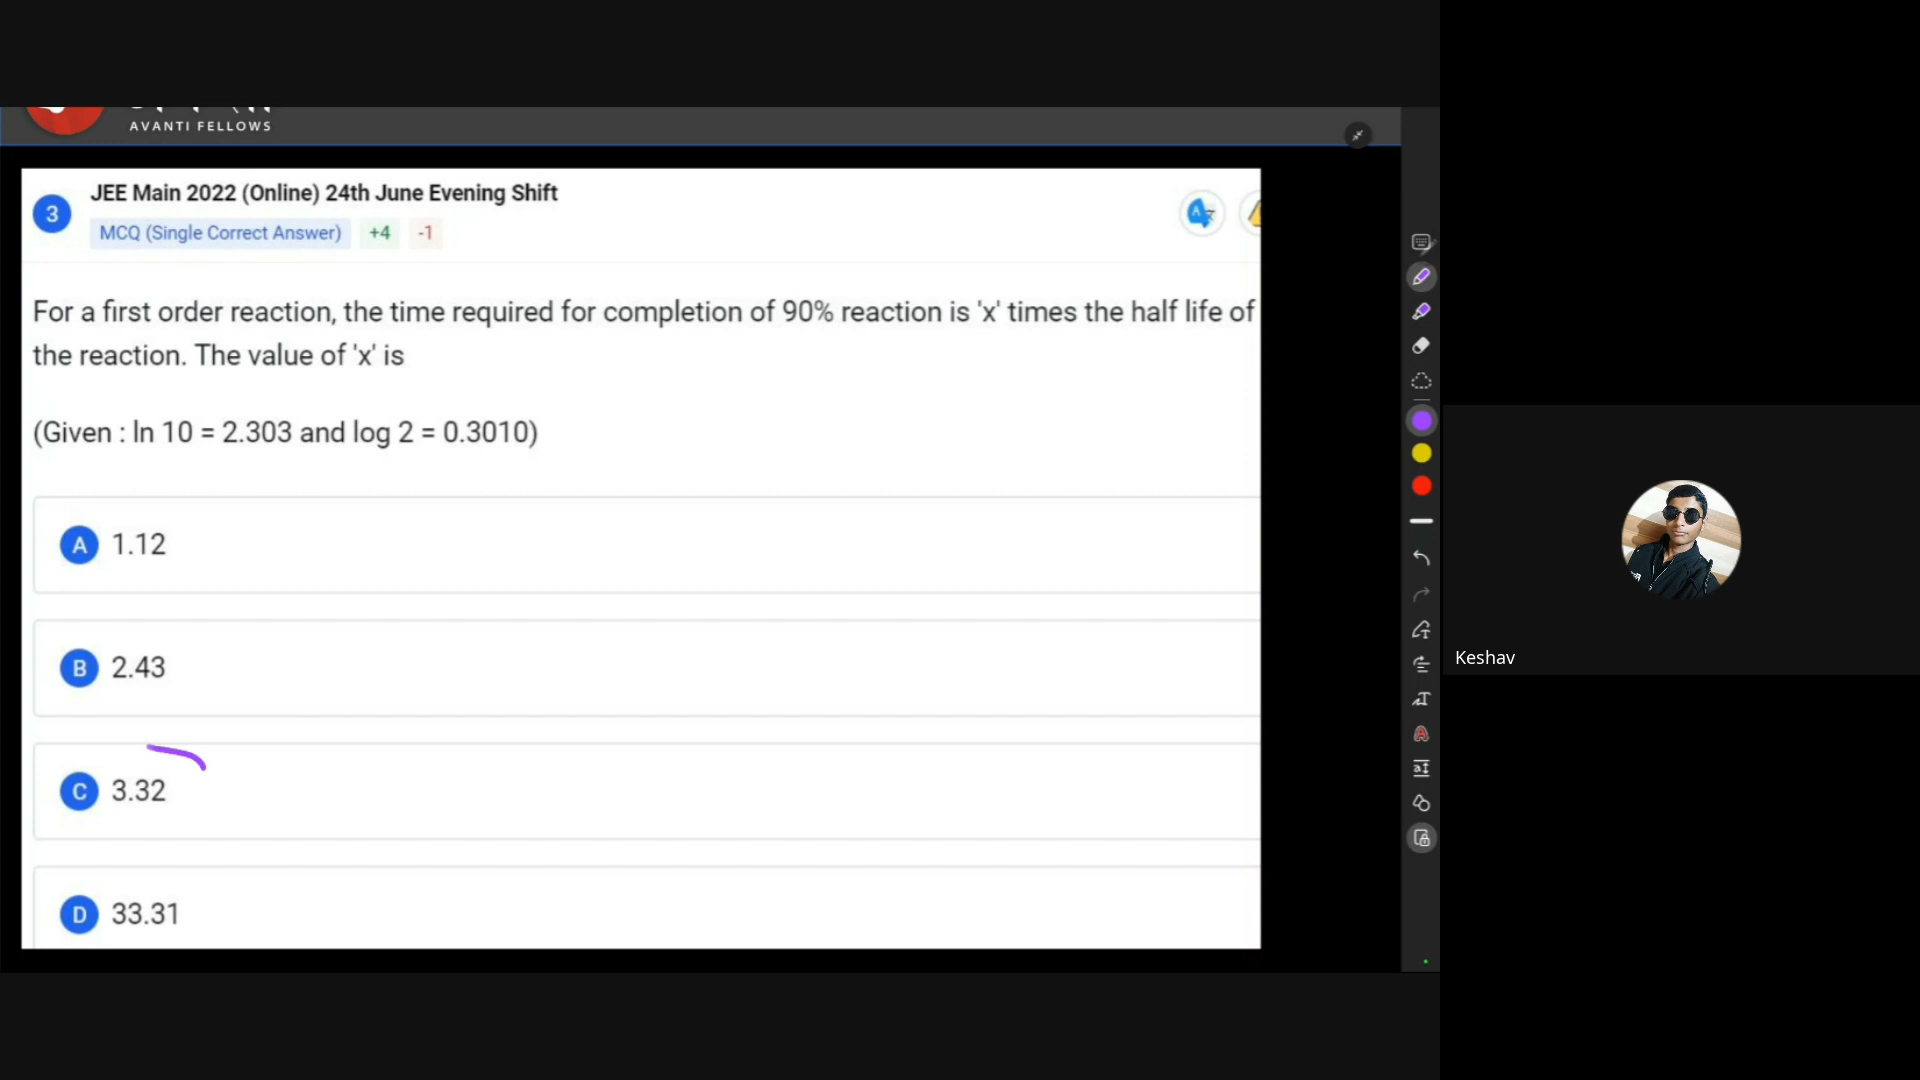 AVANTI FELLOWS
3
JEE Main 2022 (Online) 24th June Evening Shift
MCQ (Single Correct Answer) +4 -1
For a first order reaction, the time required for completion of 90% reaction is 'x' times the half life of
the reaction. The value of 'x' is
(Given : ln 10 = 2.303 and log 2 = 0.3010)
A 1.12
B 2.43
C 3.32
D 33.31
Keshav